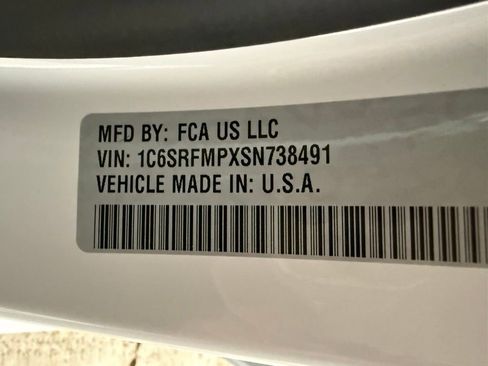 MFD BY: FCA US LLC
VIN: 1C6SRFMPXSN738491
VEHICLE MADE IN: U.S.A.